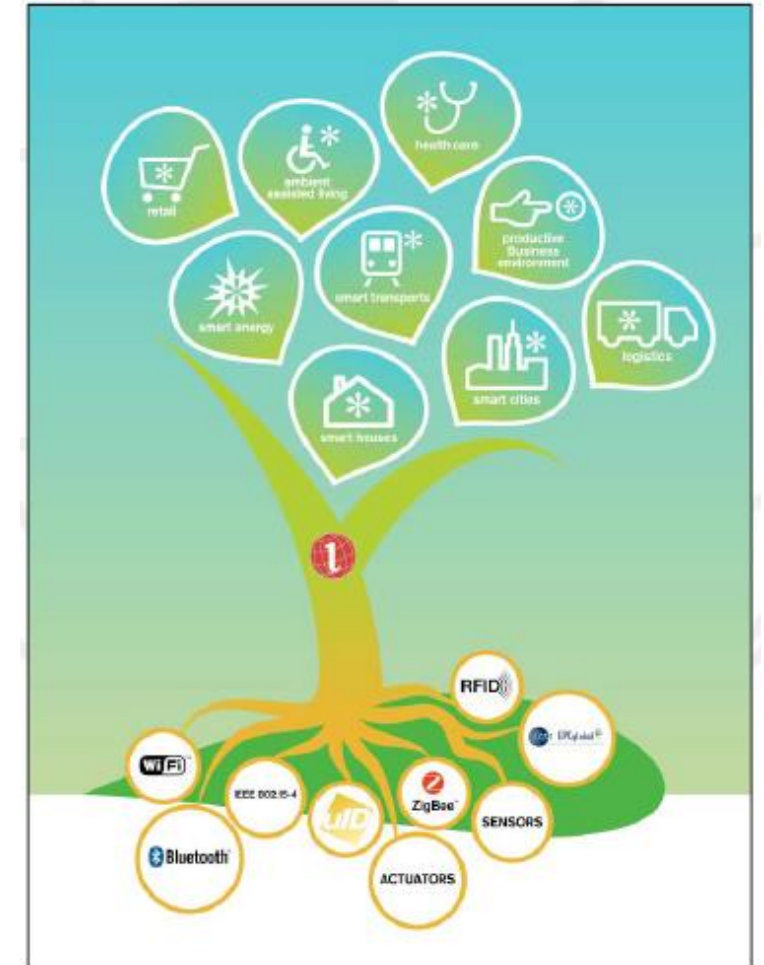 health care
ambient
assisted living
retail
productive
Business
environment
smart transports
smart energy
logistics
smart cities
smart houses
RFID
EPCglobal
WiFi
IEEE 802.15-4
uID
ZigBee
SENSORS
Bluetooth
ACTUATORS